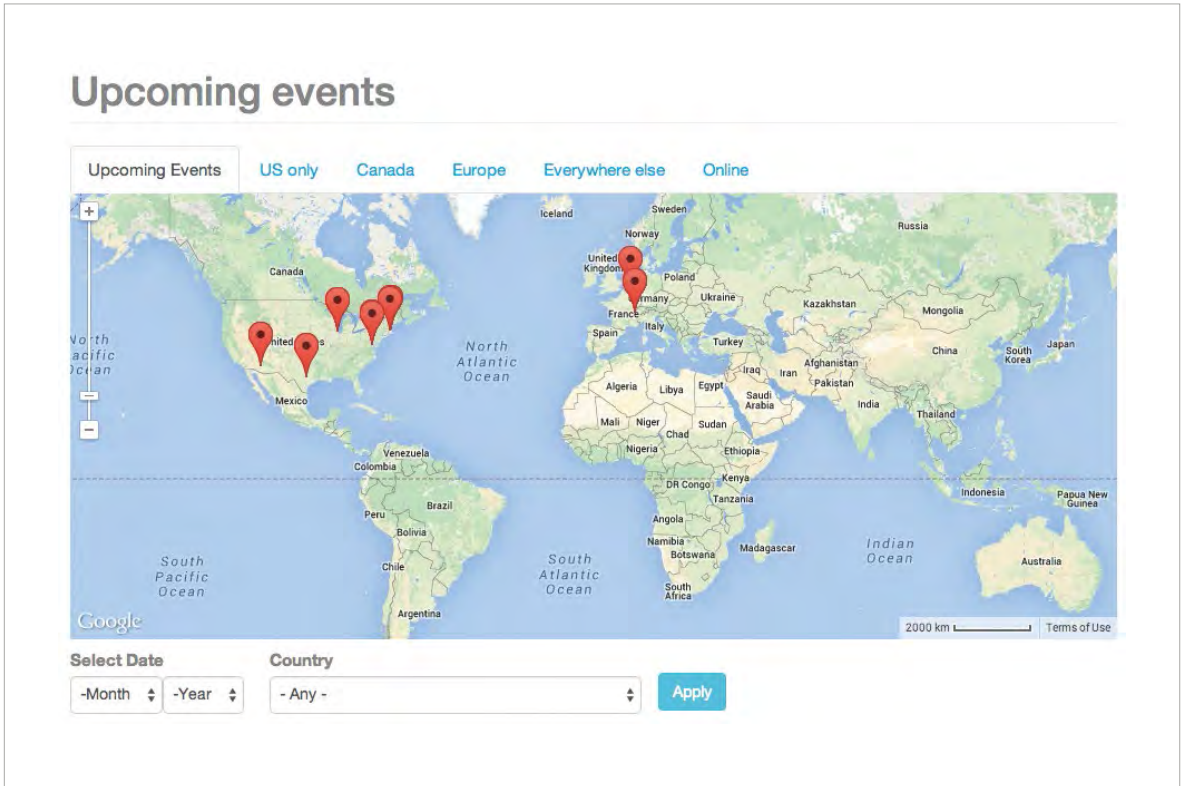 Upcoming events
Upcoming Events
US only
Canada
Europe
Everywhere else
Online
+
Iceland
Sweden
Norway
Russia
United
Kingdom
Canada
Poland
Ukraine
Kazakhstan
Mongolia
France
Italy
Spain
Turkey
North
Atlantic
Ocean
China
South
Korea
Japan
Afghanistan
Iraq
Iran
Pakistan
Algeria
Libya
Egypt
Saudi
Arabia
Mexico
India
Thailand
Mali
Niger
Chad
Sudan
Nigeria
Ethiopia
Venezuela
Colombia
DR Congo
Kenya
Tanzania
Indonesia
Papua New
Guinea
Brazil
Peru
Angola
Bolivia
Namibia
Botswana
Madagascar
South
Pacific
Ocean
Chile
South
Atlantic
Ocean
Indian
Ocean
Australia
South
Africa
Argentina
Google
2000 km
Terms of Use
Select Date
Country
-Month
-Year
- Any -
Apply